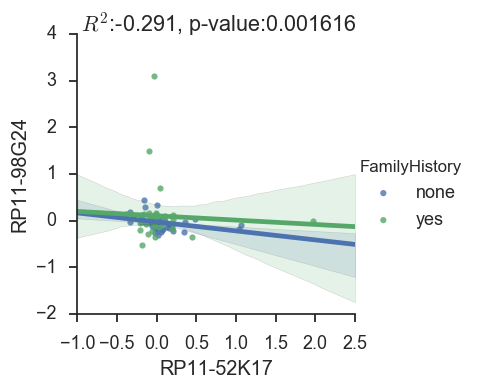 R²:-0.291, p-value:0.001616
4
3
2
1
0
−1
−2
RP11-98G24
−1.0 −0.5 0.0 0.5 1.0 1.5 2.0 2.5
RP11-52K17
FamilyHistory
none
yes